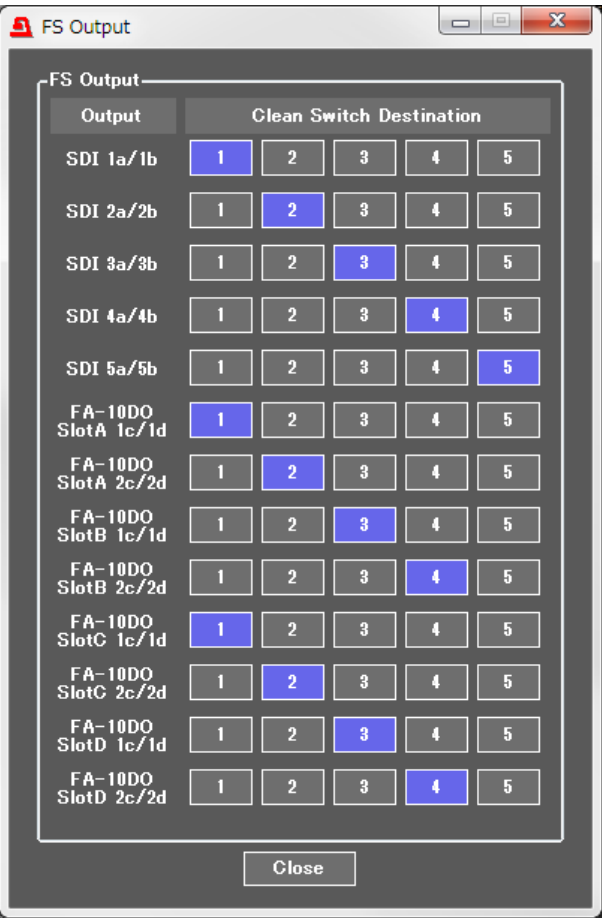 FS Output
FS Output
Output Clean Switch Destination
SDI 1a/1b 1 2 3 4 5
SDI 2a/2b 1 2 3 4 5
SDI 3a/3b 1 2 3 4 5
SDI 4a/4b 1 2 3 4 5
SDI 5a/5b 1 2 3 4 5
FA-10DO
SlotA 1c/1d 1 2 3 4 5
FA-10DO
SlotA 2c/2d 1 2 3 4 5
FA-10DO
SlotB 1c/1d 1 2 3 4 5
FA-10DO
SlotB 2c/2d 1 2 3 4 5
FA-10DO
SlotC 1c/1d 1 2 3 4 5
FA-10DO
SlotC 2c/2d 1 2 3 4 5
FA-10DO
SlotD 1c/1d 1 2 3 4 5
FA-10DO
SlotD 2c/2d 1 2 3 4 5
Close